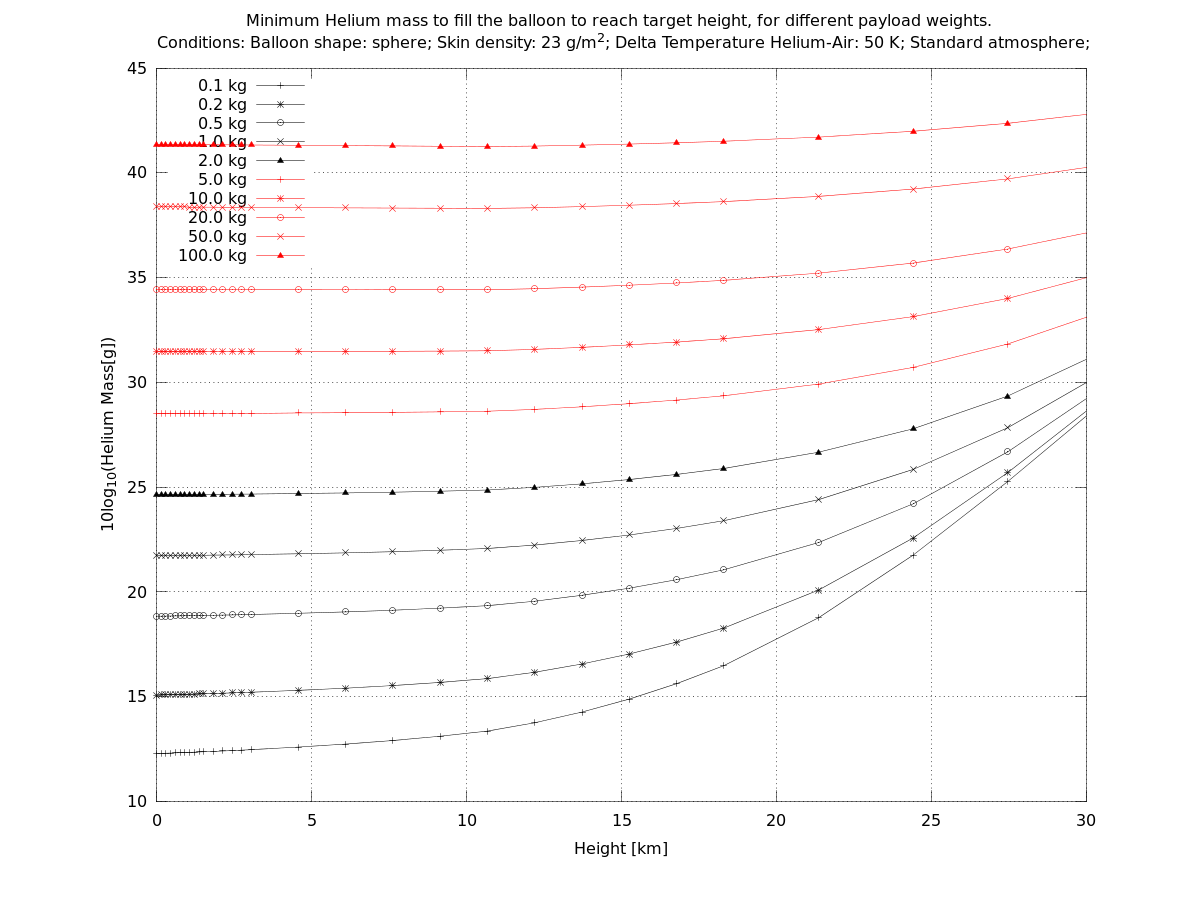 Minimum Helium mass to fill the balloon to reach target height, for different payload weights.
Conditions: Balloon shape: sphere; Skin density: 23 g/m²; Delta Temperature Helium-Air: 50 K; Standard atmosphere;
45
40
35
30
25
20
15
10
10log₁₀(Helium Mass[g])
0.1 kg
0.2 kg
0.5 kg
1.0 kg
2.0 kg
5.0 kg
10.0 kg
20.0 kg
50.0 kg
100.0 kg
0 5 10 15 20 25 30
Height [km]